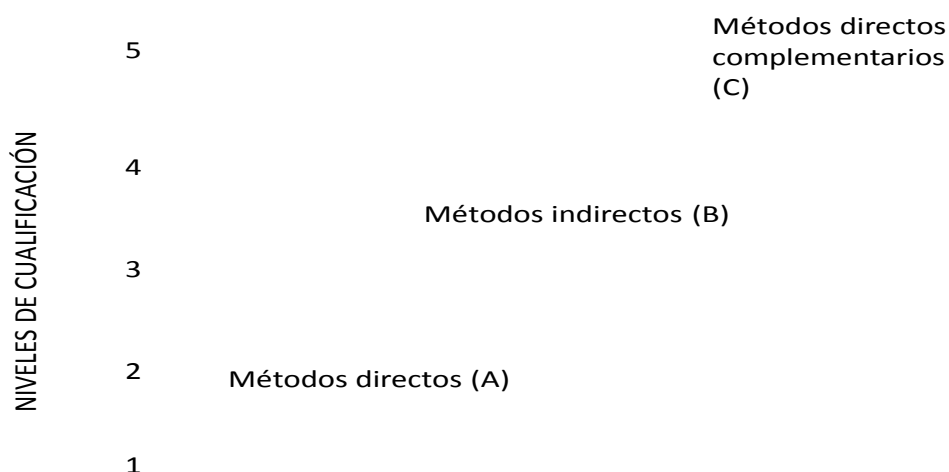 Métodos directos
complementarios
(C)
5
4
Métodos indirectos (B)
3
2
Métodos directos (A)
1
NIVELES DE CUALIFICACIÓN